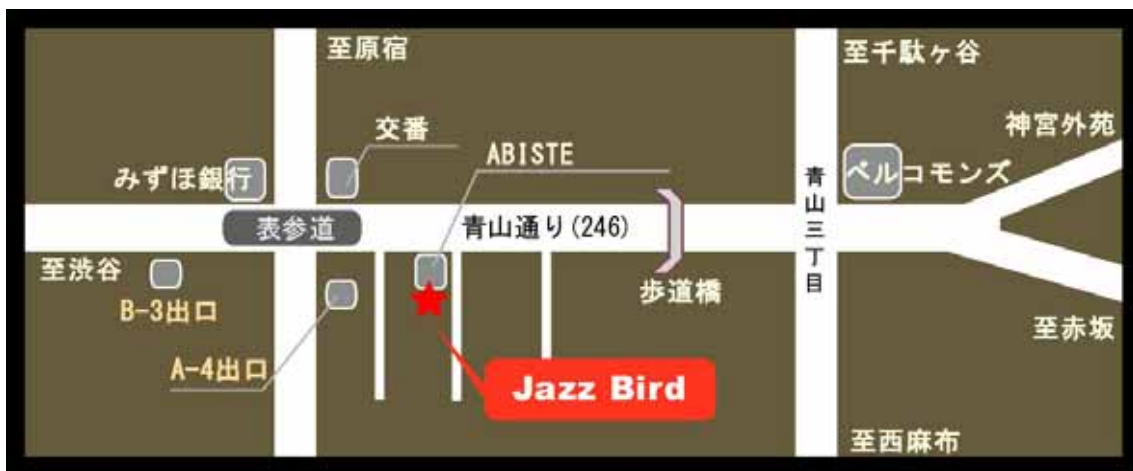 至原宿
至千駄ヶ谷
神宮外苑
交番
ABISTE
みずほ銀行
ベルコモンズ
青山三丁目
表参道
青山通り(246)
至渋谷
B-3出口
歩道橋
至赤坂
A-4出口
Jazz Bird
至西麻布